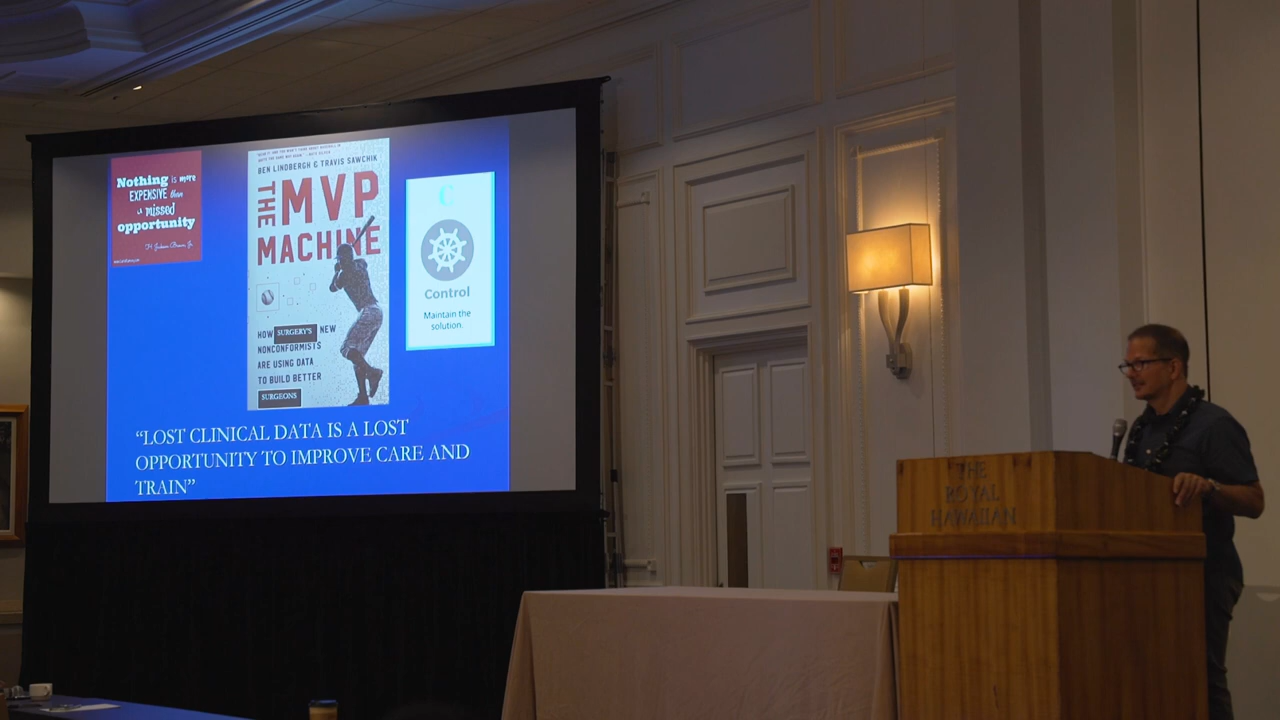 Nothing is more
EXPENSIVE than
a missed
opportunity
BEN LINDBERGH & TRAVIS SAWCHIK
THE MVP
MACHINE
HOW SURGERY'S NEW
NONCONFORMISTS
ARE USING DATA
TO BUILD BETTER
SURGEONS
C
Control
Maintain the
solution.
“LOST CLINICAL DATA IS A LOST
OPPORTUNITY TO IMPROVE CARE AND
TRAIN”
THE
ROYAL
HAWAIIAN